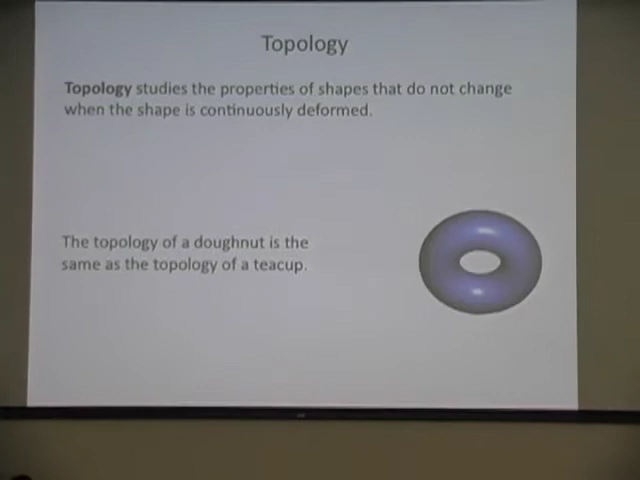 Topology
Topology studies the properties of shapes that do not change
when the shape is continuously deformed.
The topology of a doughnut is the
same as the topology of a teacup.